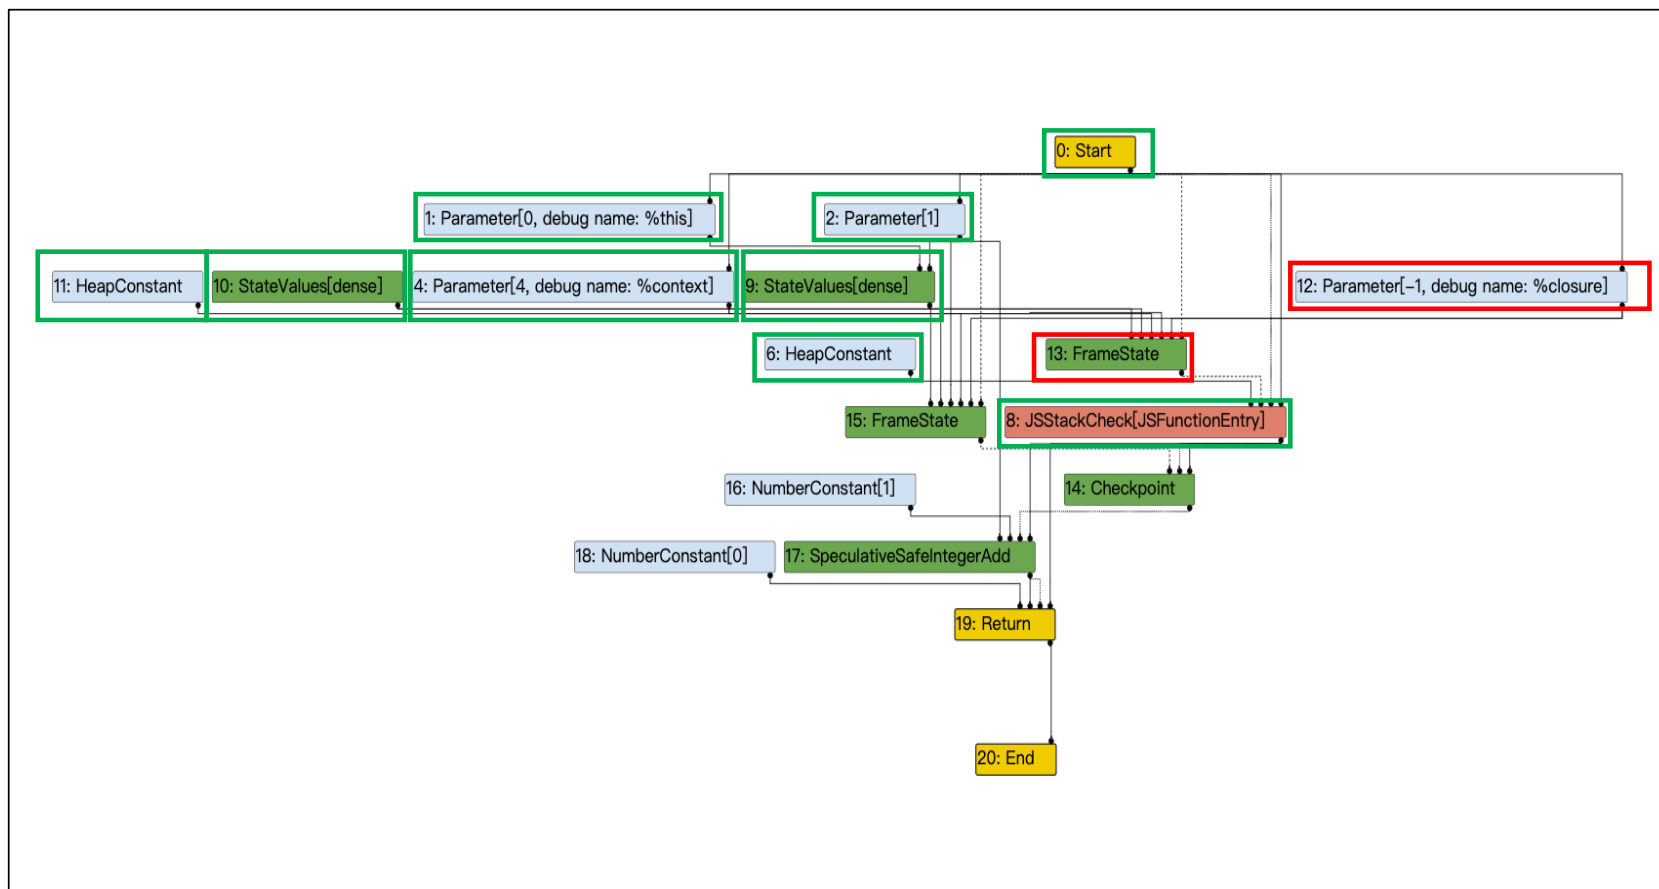 0: Start
1: Parameter[0, debug name: %this]
2: Parameter[1]
11: HeapConstant
10: StateValues[dense]
4: Parameter[4, debug name: %context]
9: StateValues[dense]
12: Parameter[−1, debug name: %closure]
6: HeapConstant
13: FrameState
15: FrameState
8: JSStackCheck[JSFunctionEntry]
16: NumberConstant[1]
14: Checkpoint
18: NumberConstant[0]
17: SpeculativeSafeIntegerAdd
19: Return
20: End